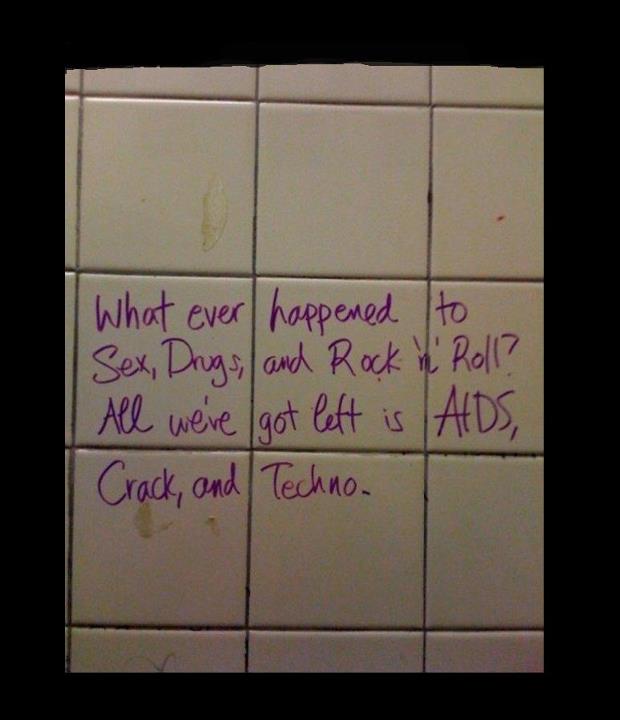 What ever happened to
Sex, Drugs, and Rock 'n' Roll?
All we've got left is AIDS,
Crack, and Techno.